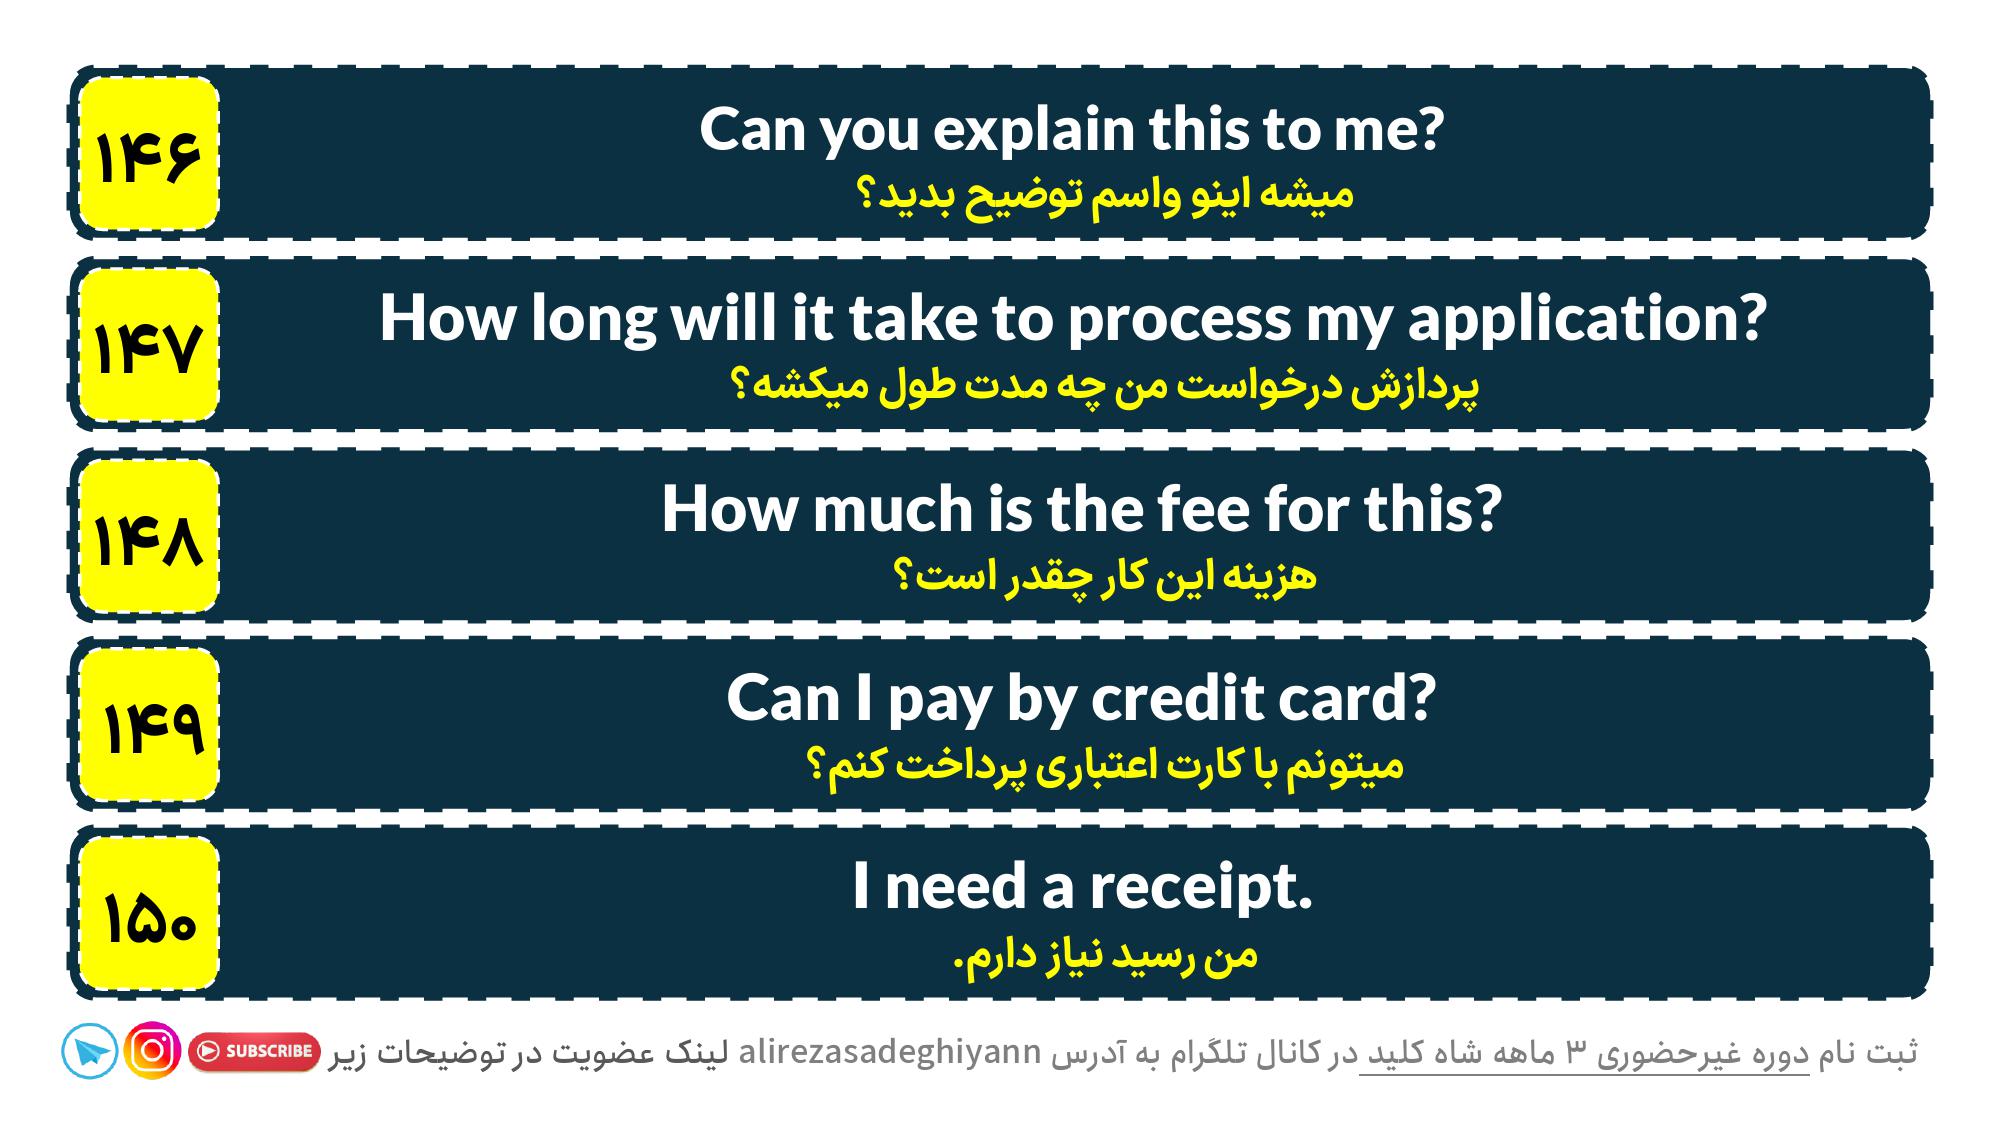 ۱۴۶
Can you explain this to me?
میشه اینو واسم توضیح بدید؟
۱۴۷
How long will it take to process my application?
پردازش درخواست من چه مدت طول میکشه؟
۱۴۸
How much is the fee for this?
هزینه این کار چقدر است؟
۱۴۹
Can I pay by credit card?
میتونم با کارت اعتباری پرداخت کنم؟
۱۵۰
I need a receipt.
من رسید نیاز دارم.
ثبت نام دوره غیرحضوری ۳ ماهه شاه کلید در کانال تلگرام به آدرس alirezasadeghiyann لینک عضویت در توضیحات زیر
SUBSCRIBE